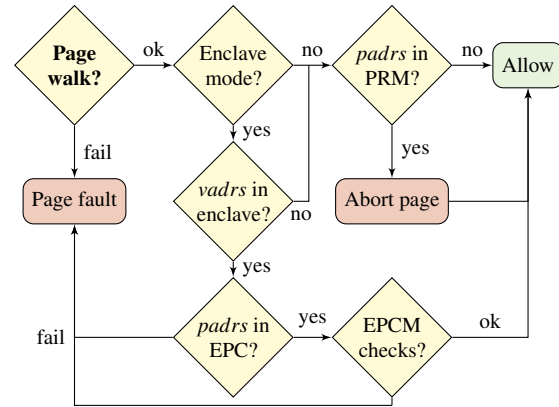 Page
walk?
ok
Enclave
mode?
no
padrs in
PRM?
no
Allow
fail
yes
yes
Page fault
vadrs in
enclave?
no
Abort page
yes
fail
padrs in
EPC?
yes
EPCM
checks?
ok